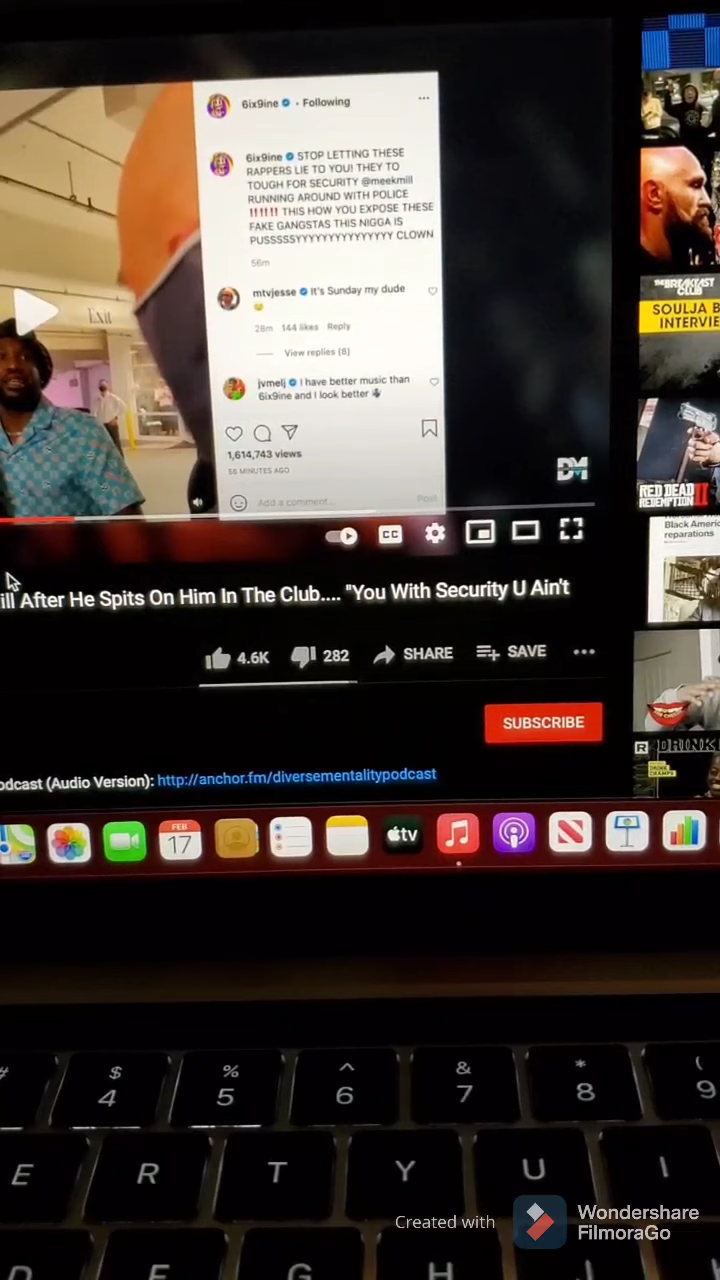 6ix9ine • Following
6ix9ine STOP LETTING THESE
RAPPERS LIE TO YOU! THEY TO
TOUGH FOR SECURITY @meekmill
RUNNING AROUND WITH POLICE
‼️‼️‼️ THIS HOW YOU EXPOSE THESE
FAKE GANGSTAS THIS NIGGA IS
PUSSSSYYYYYYYYYYYYYY CLOWN
56m
mtvjesse It's Sunday my dude
28m 144 likes Reply
View replies (8)
jvmelj I have better music than
6ix9ine and I look better
1,614,743 views
56 MINUTES AGO
Add a comment... Post
Exit
DM
CC
THE BREAKFAST
CLUB
SOULJA B
INTERVIE
RED DEAD
REDEMPTION II
Black Americ
reparations
ill After He Spits On Him In The Club.... "You With Security U Ain't
4.6K 282 SHARE SAVE
SUBSCRIBE
odcast (Audio Version): http://anchor.fm/diversementalitypodcast
R DRINK
DRINK
CHAMPS
FEB
17
tv
# $ % ^ & * (
4 5 6 7 8 9
E R T Y U I
D F G H J
Created with Wondershare
FilmoraGo